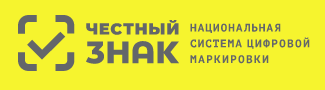 ЧЕСТНЫЙ
ЗНАК
НАЦИОНАЛЬНАЯ
СИСТЕМА ЦИФРОВОЙ
МАРКИРОВКИ